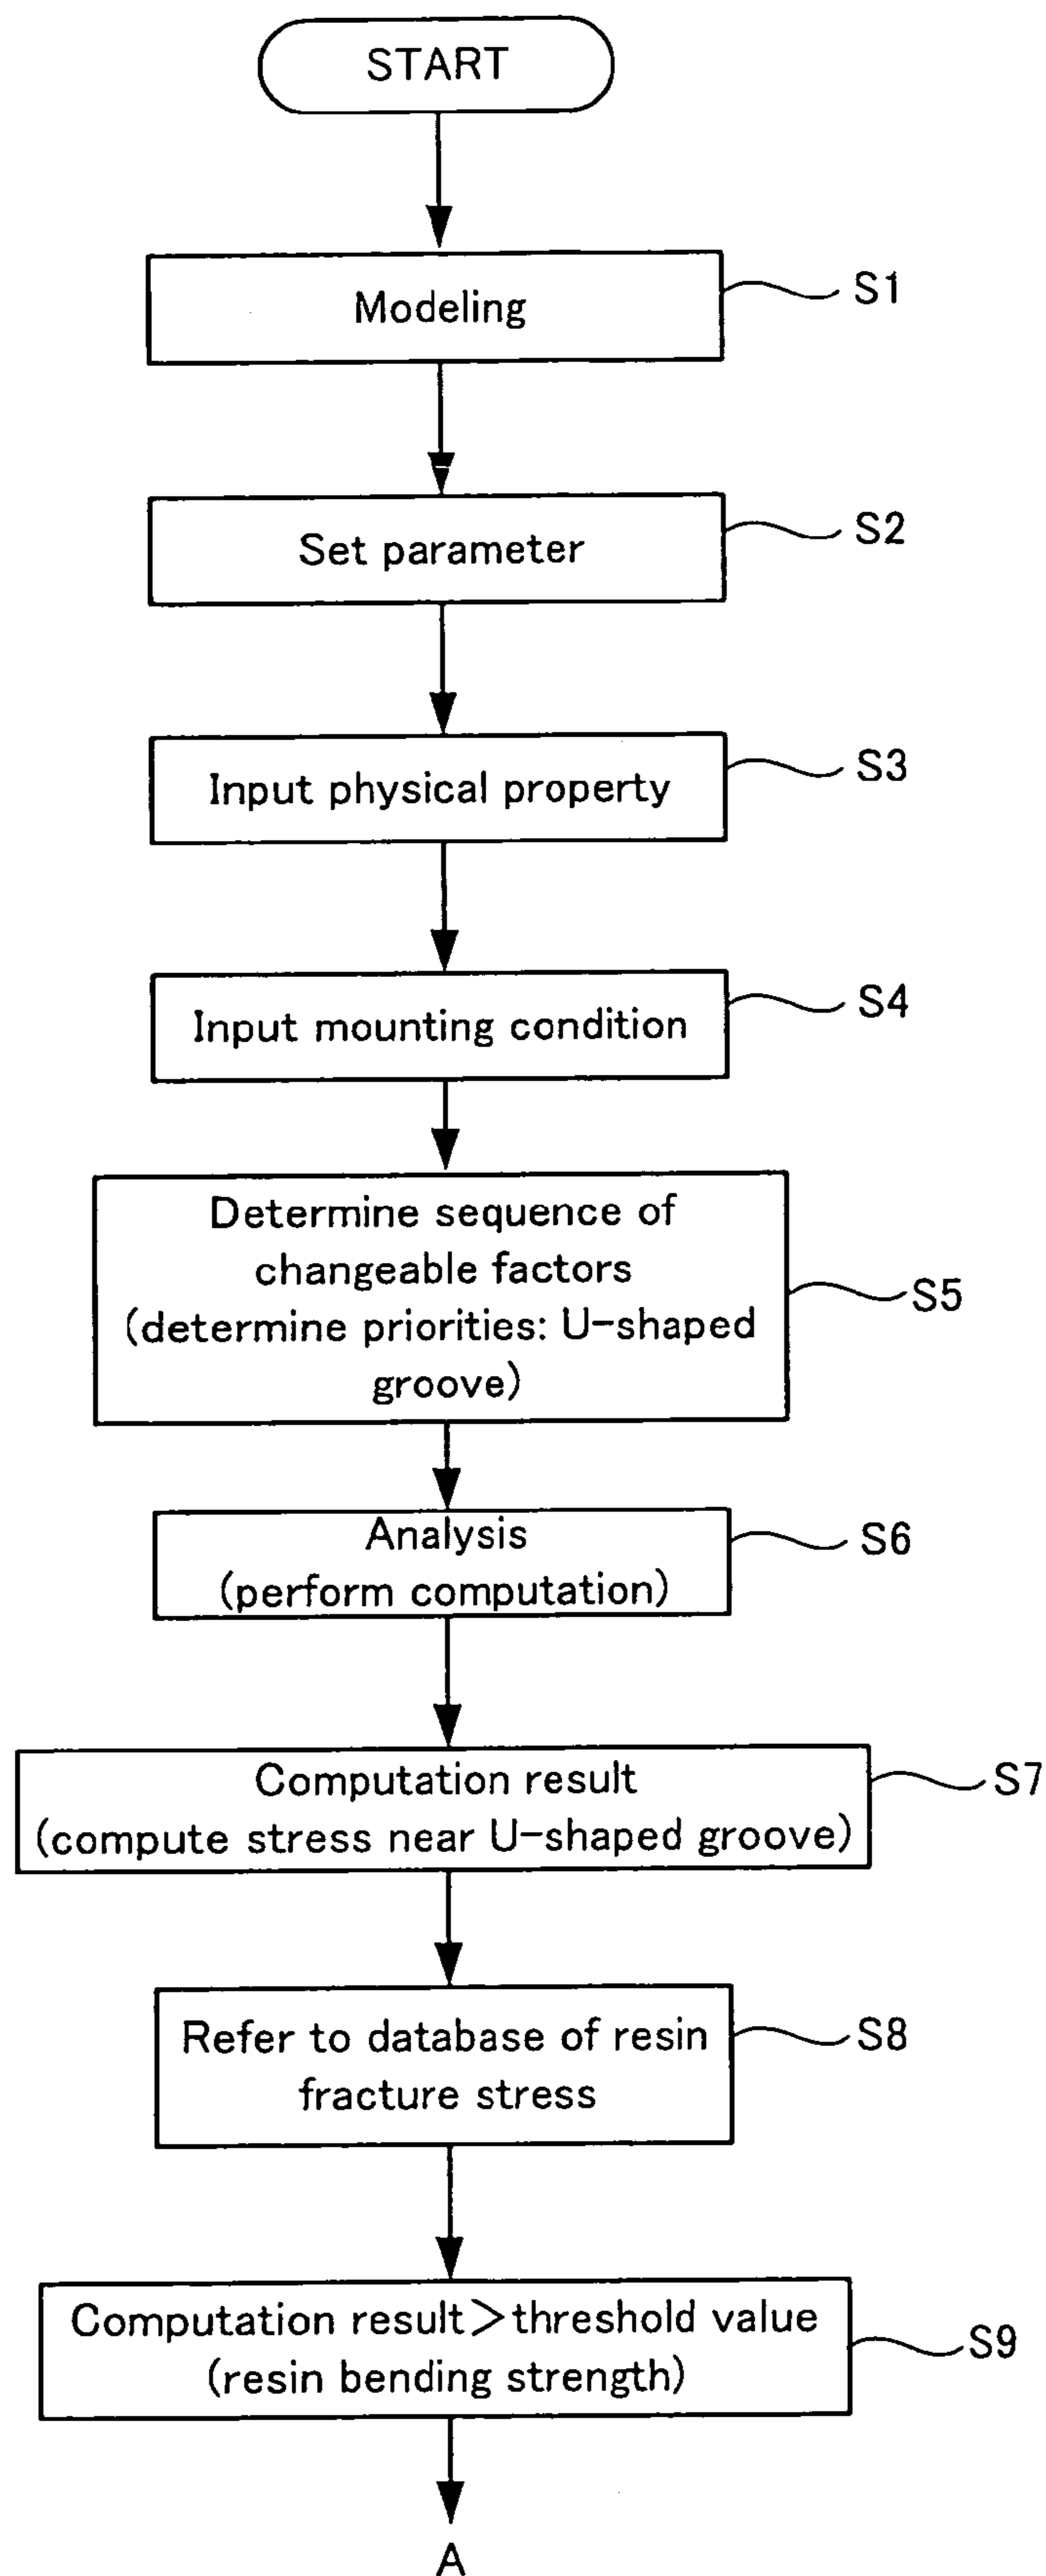 START
Modeling
S1
Set parameter
S2
Input physical property
S3
Input mounting condition
S4
Determine sequence of
changeable factors
(determine priorities: U-shaped
groove)
S5
Analysis
(perform computation)
S6
Computation result
(compute stress near U-shaped groove)
S7
Refer to database of resin
fracture stress
S8
Computation result>threshold value
(resin bending strength)
S9
A